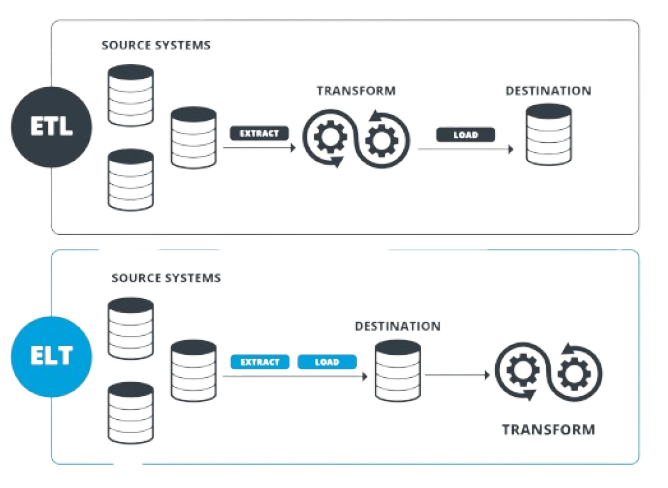 SOURCE SYSTEMS
ETL
EXTRACT
TRANSFORM
LOAD
DESTINATION
SOURCE SYSTEMS
ELT
EXTRACT
LOAD
DESTINATION
TRANSFORM